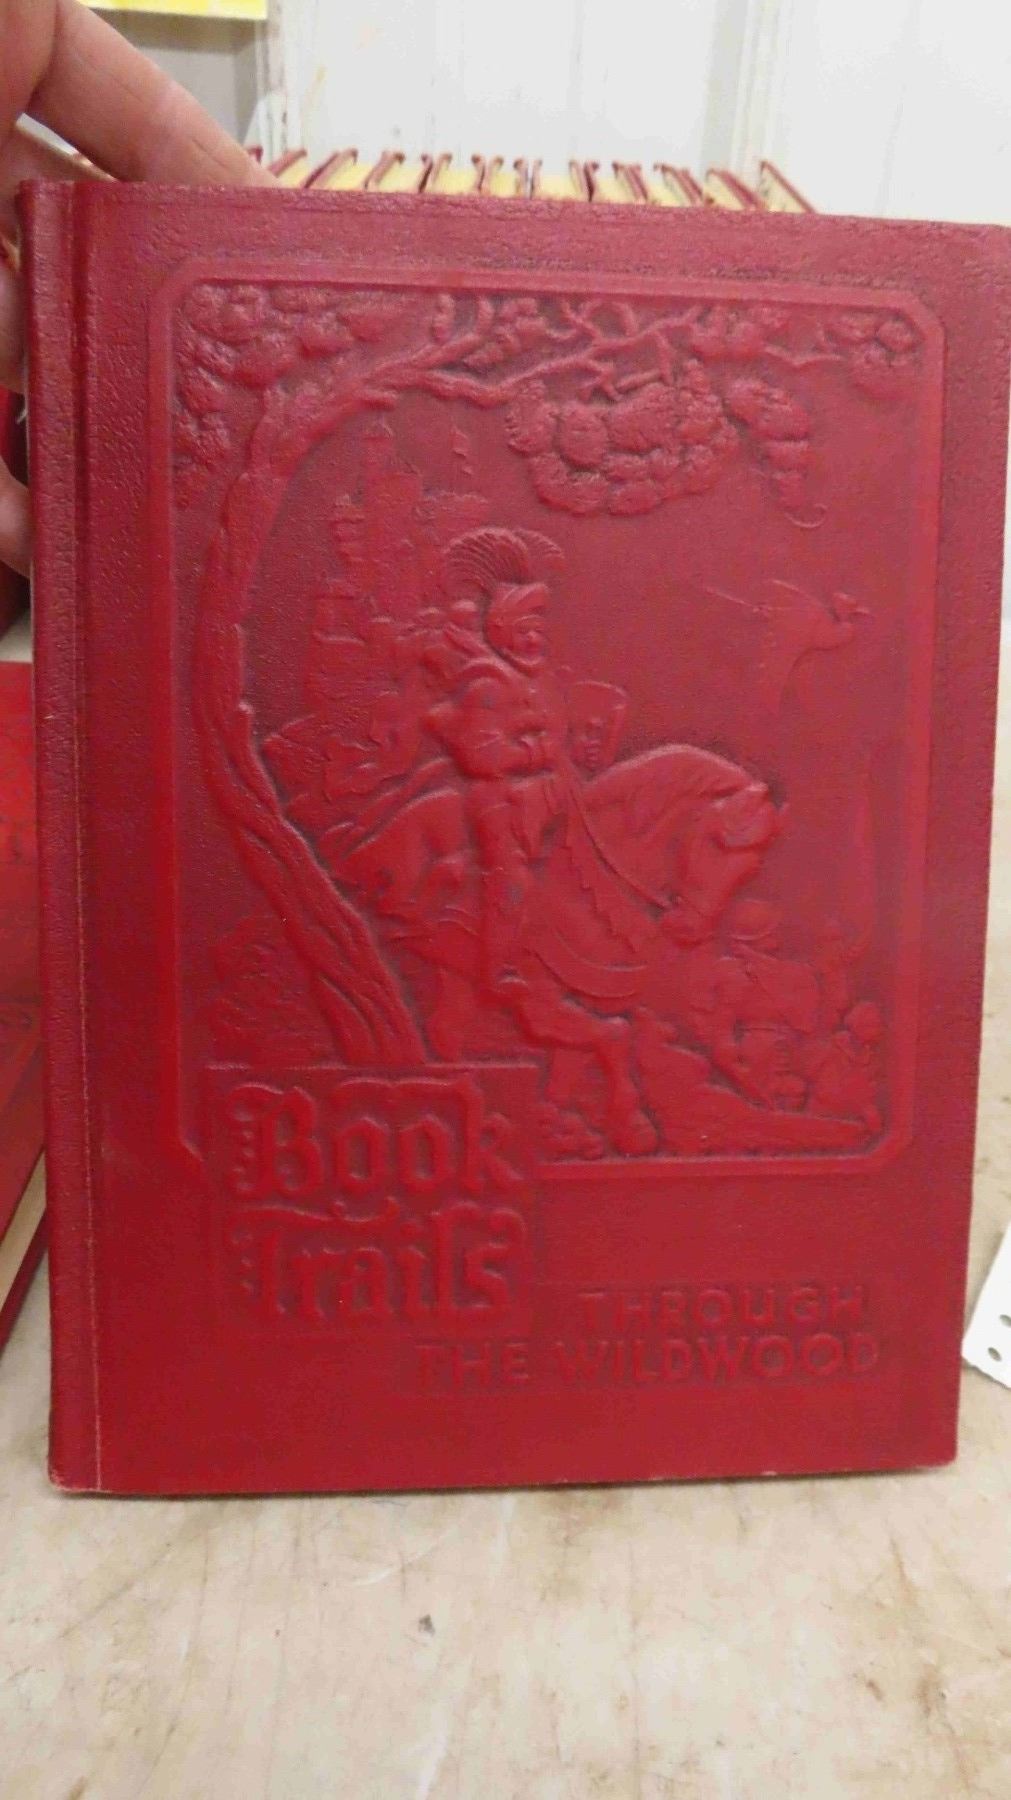 Book
Trails
THROUGH
THE WILDWOOD